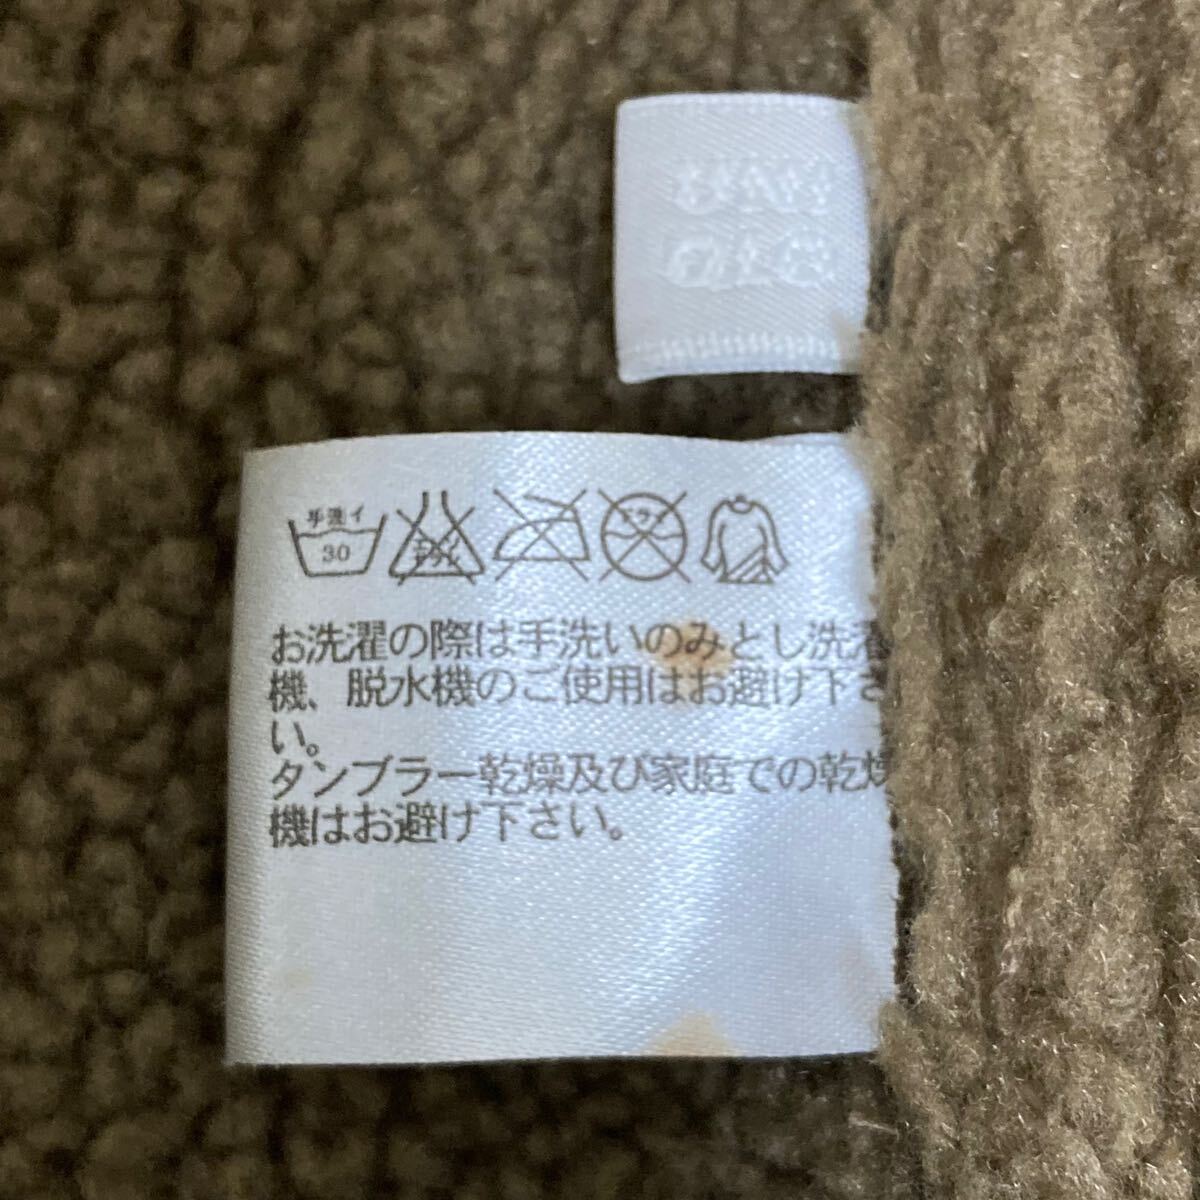 手洗イ
30
お洗濯の際は手洗いのみとし洗濯
機、脱水機のご使用はお避け下さ
い。
タンブラー乾燥及び家庭での乾燥
機はお避け下さい。